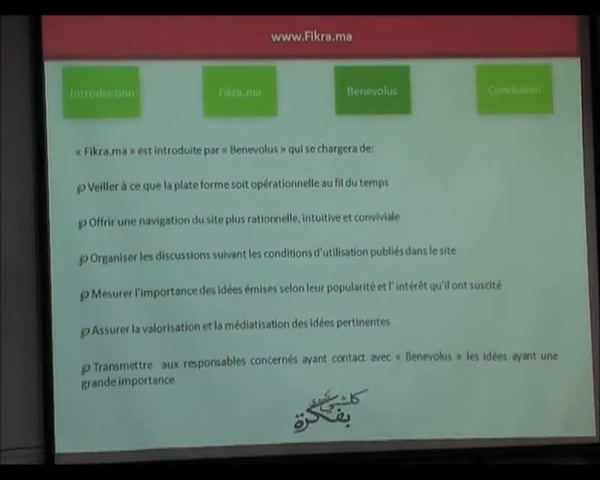 www.Fikra.ma
Introduction
Fikra.ma
Benevolus
Conclusion
« Fikra.ma » est introduite par « Benevolus » qui se chargera de:
Veiller à ce que la plate forme soit opérationnelle au fil du temps
Offrir une navigation du site plus rationnelle, intuitive et conviviale
Organiser les discussions suivant les conditions d'utilisation publiés dans le site
Mesurer l'importance des idées émises selon leur popularité et l' intérêt qu'il ont suscité
Assurer la valorisation et la médiatisation des idées pertinentes
Transmettre aux responsables concernés ayant contact avec « Benevolus » les idées ayant une
grande importance
كلشي
بفكرة